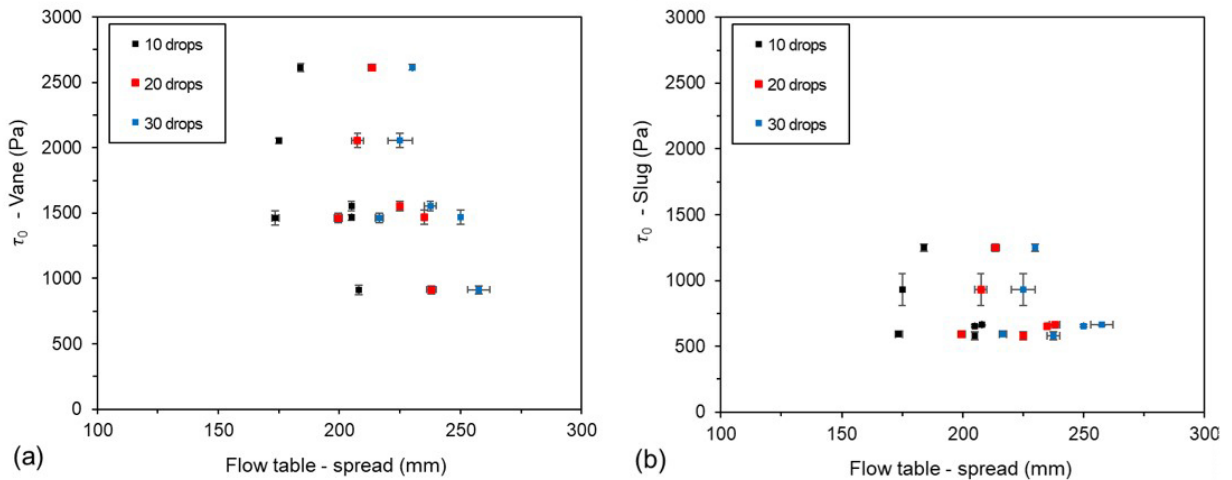 3000
2500
2000
1500
1000
500
0
τ0 - Vane (Pa)
10 drops
20 drops
30 drops
100 150 200 250 300
Flow table - spread (mm)
(a)
3000
2500
2000
1500
1000
500
0
τ0 - Slug (Pa)
10 drops
20 drops
30 drops
100 150 200 250 300
Flow table - spread (mm)
(b)